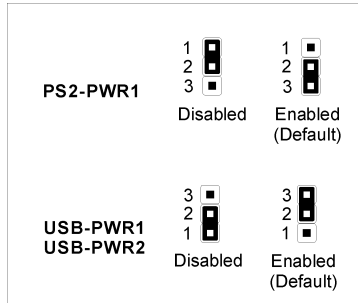 1 1
2 2
PS2-PWR1 3 3
Disabled Enabled
(Default)
3 3
USB-PWR1 2 2
USB-PWR2 1 1
Disabled Enabled
(Default)